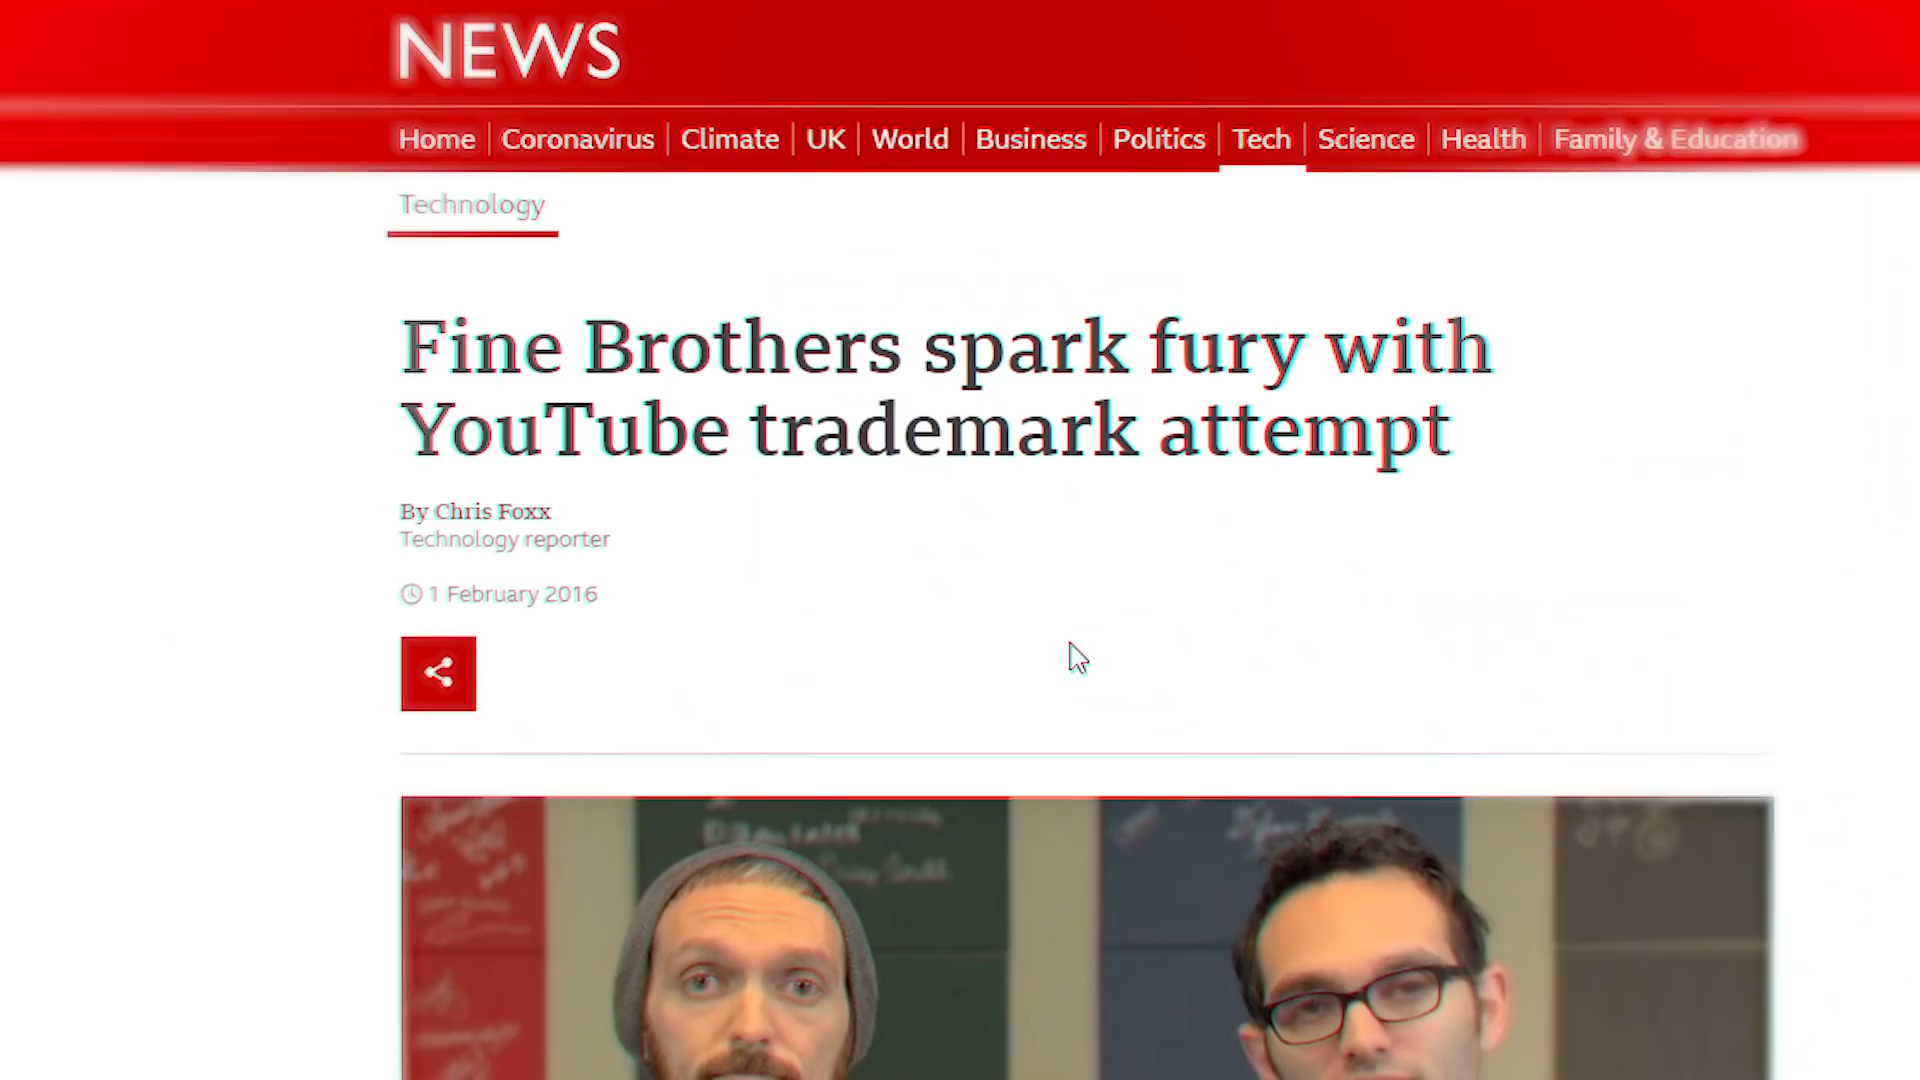 NEWS
Home Coronavirus Climate UK World Business Politics Tech Science Health Family & Education
Technology
Fine Brothers spark fury with
YouTube trademark attempt
By Chris Foxx
Technology reporter
1 February 2016